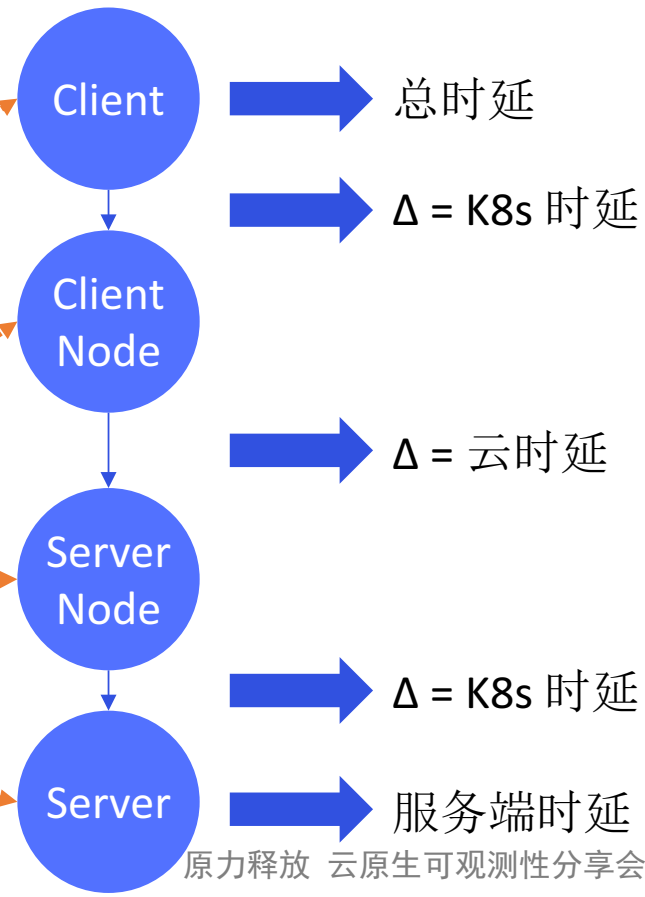 Client
总时延
Δ = K8s 时延
Client
Node
Δ = 云时延
Server
Node
Δ = K8s 时延
Server
服务端时延
原力释放 云原生可观测性分享会